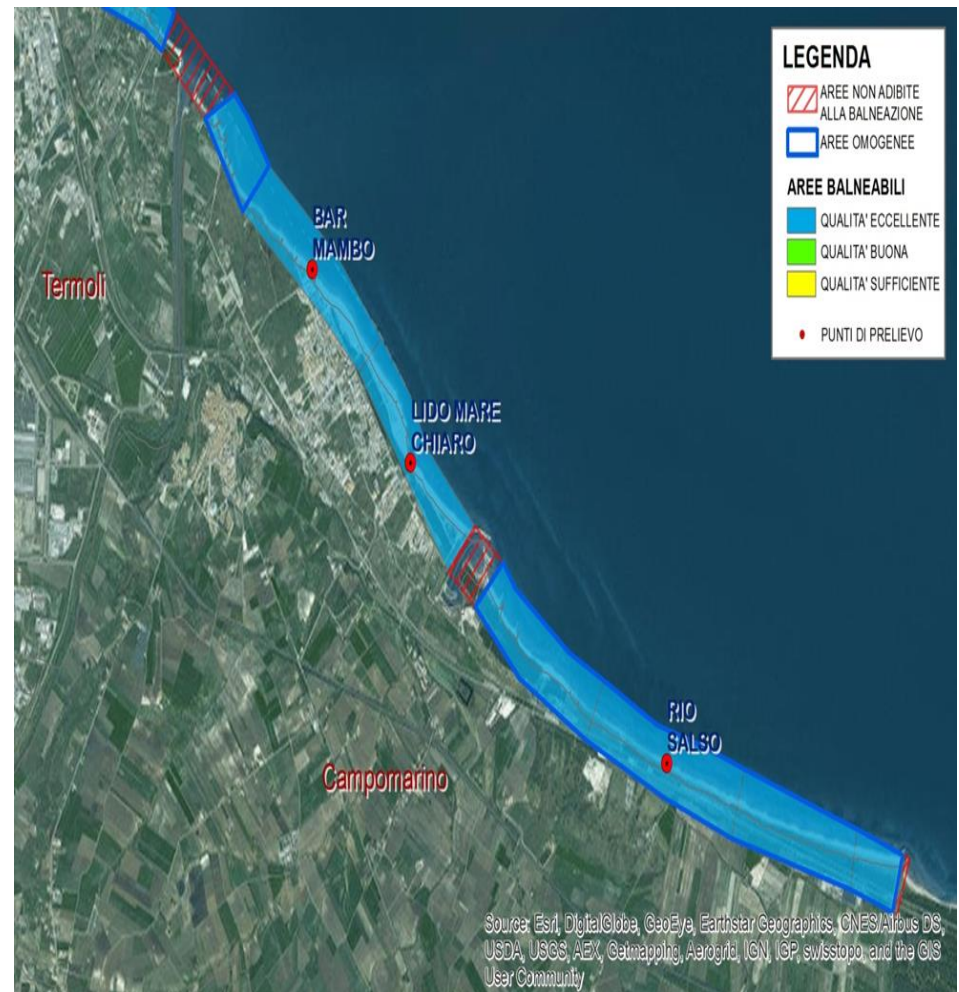 LEGENDA
AREE NON ADIBITE
ALLA BALNEAZIONE
AREE OMOGENEE
AREE BALNEABILI
QUALITA' ECCELLENTE
QUALITA' BUONA
QUALITA' SUFFICIENTE
PUNTI DI PRELIEVO
BAR
MAMBO
Termoli
LIDO MARE
CHIARO
RIO
SALSO
Campomarino
Source: Esri, DigitalGlobe, GeoEye, Earthstar Geographics, CNES/Airbus DS,
USDA, USGS, AEX, Getmapping, Aerogrid, IGN, IGP, swisstopo, and the GIS
User Community